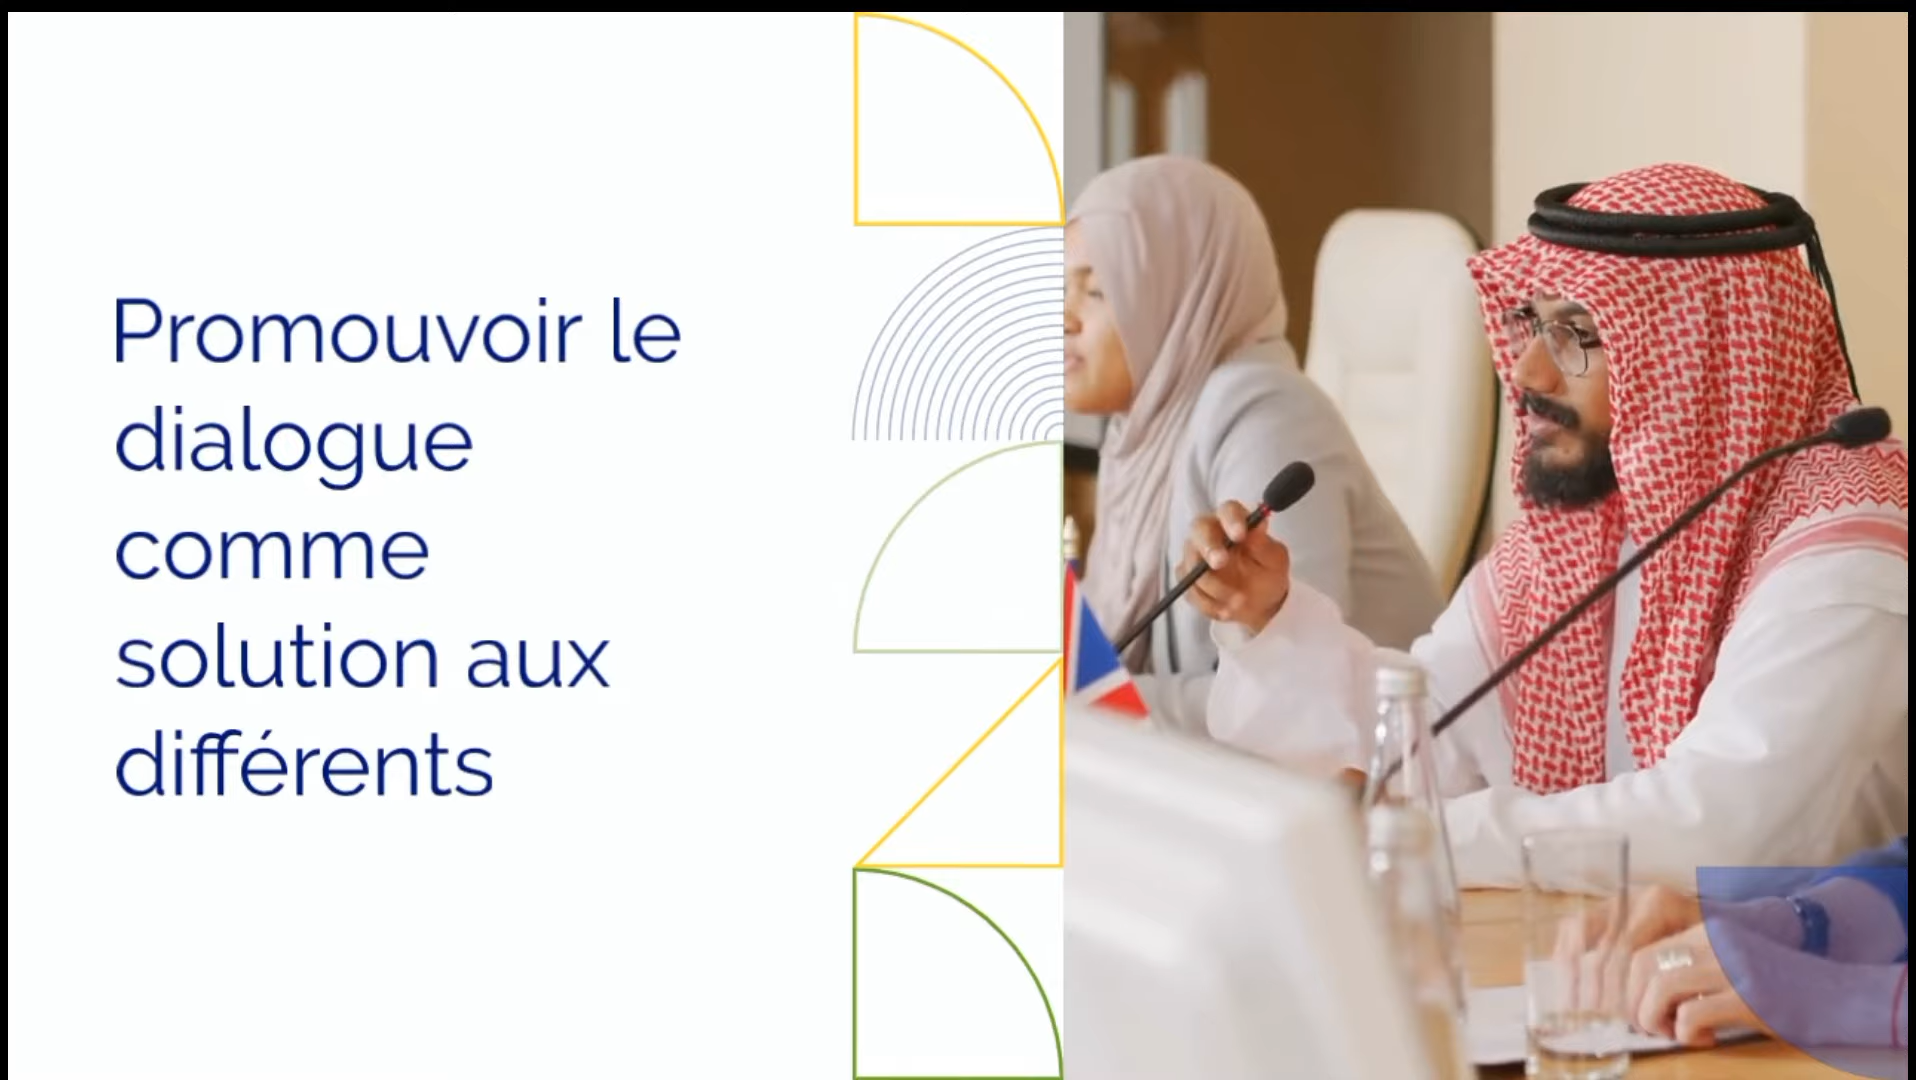 Promouvoir le
dialogue
comme
solution aux
différents